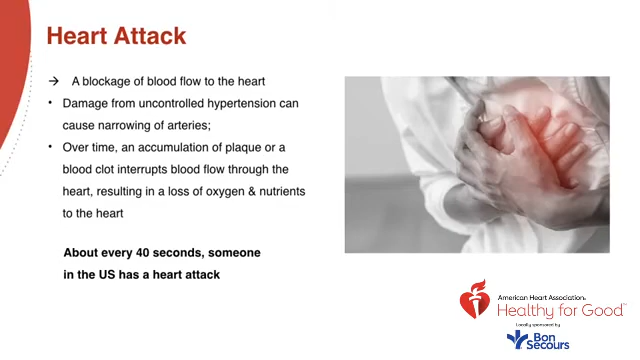 Heart Attack
→ A blockage of blood flow to the heart
• Damage from uncontrolled hypertension can
cause narrowing of arteries;
• Over time, an accumulation of plaque or a
blood clot interrupts blood flow through the
heart, resulting in a loss of oxygen & nutrients
to the heart
About every 40 seconds, someone
in the US has a heart attack
American Heart Association®
Healthy for Good™
Locally sponsored by
Bon
Secours